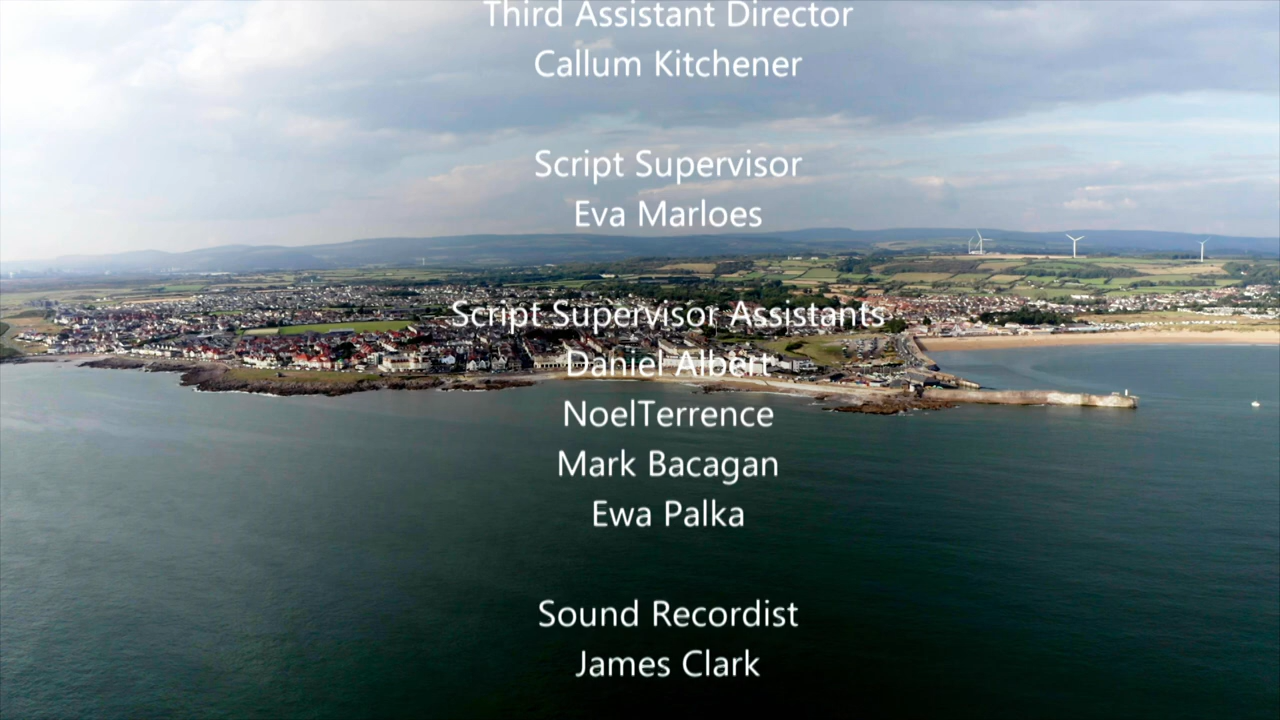 Third Assistant Director
Callum Kitchener
Script Supervisor
Eva Marloes
Script Supervisor Assistants
Daniel Albert
NoelTerrence
Mark Bacagan
Ewa Palka
Sound Recordist
James Clark